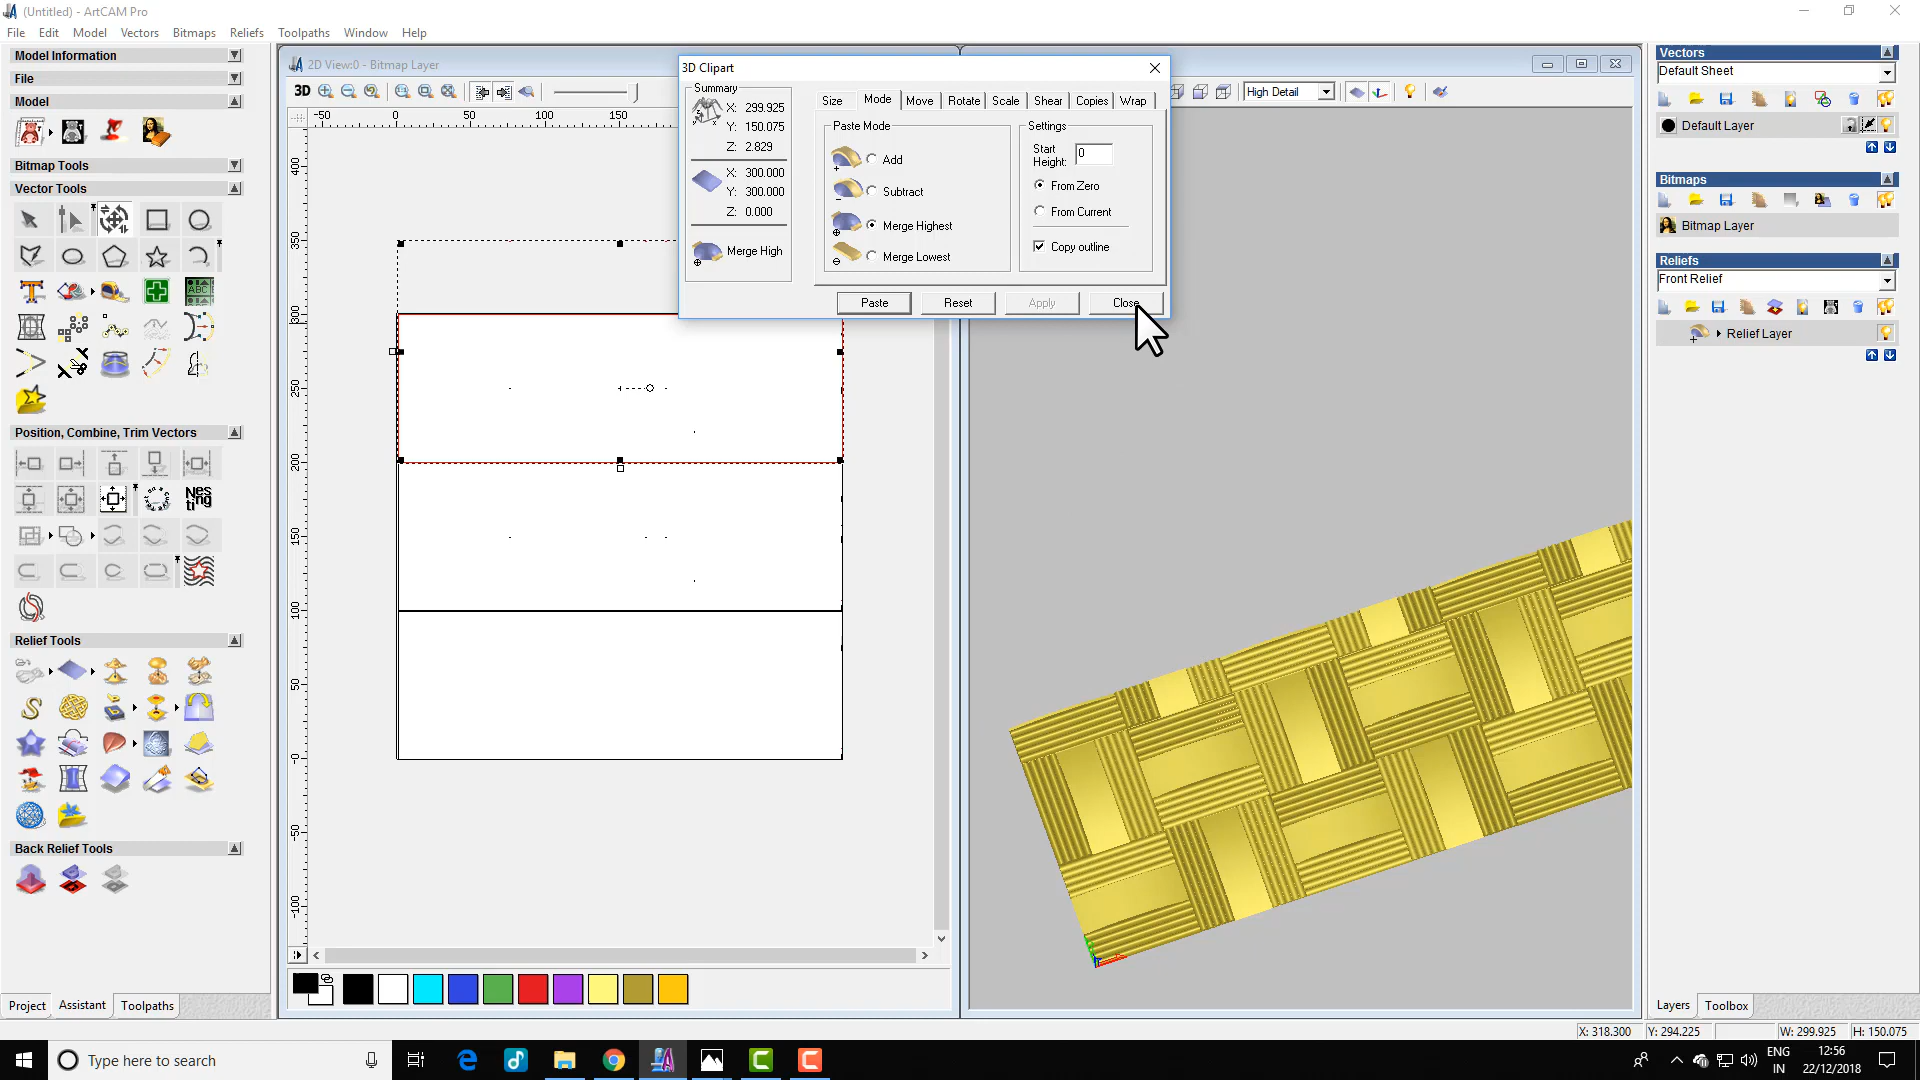 (Untitled) - ArtCAM Pro
File Edit Model Vectors Bitmaps Reliefs Toolpaths Window Help
Model Information
File
Model
Bitmap Tools
Vector Tools
Position, Combine, Trim Vectors
Nes
ting
Relief Tools
Back Relief Tools
Project Assistant Toolpaths
2D View:0 - Bitmap Layer
3D
-50 0 50 100 150
400
350
300
250
200
150
100
50
-0
-50
-100
3D Clipart
Summary
X: 299.925
Y: 150.075
Z: 2.829
X: 300.000
Y: 300.000
Z: 0.000
Merge High
Size Mode Move Rotate Scale Shear Copies Wrap
Paste Mode
Add
Subtract
Merge Highest
Merge Lowest
Settings
Start
Height: 0
From Zero
From Current
Copy outline
Paste Reset Apply Close
High Detail
Vectors
Default Sheet
Default Layer
Bitmaps
Bitmap Layer
Reliefs
Front Relief
Relief Layer
Layers Toolbox
X: 318.300 Y: 294.225 W: 299.925 H: 150.075
Type here to search
ENG
IN
12:56
22/12/2018